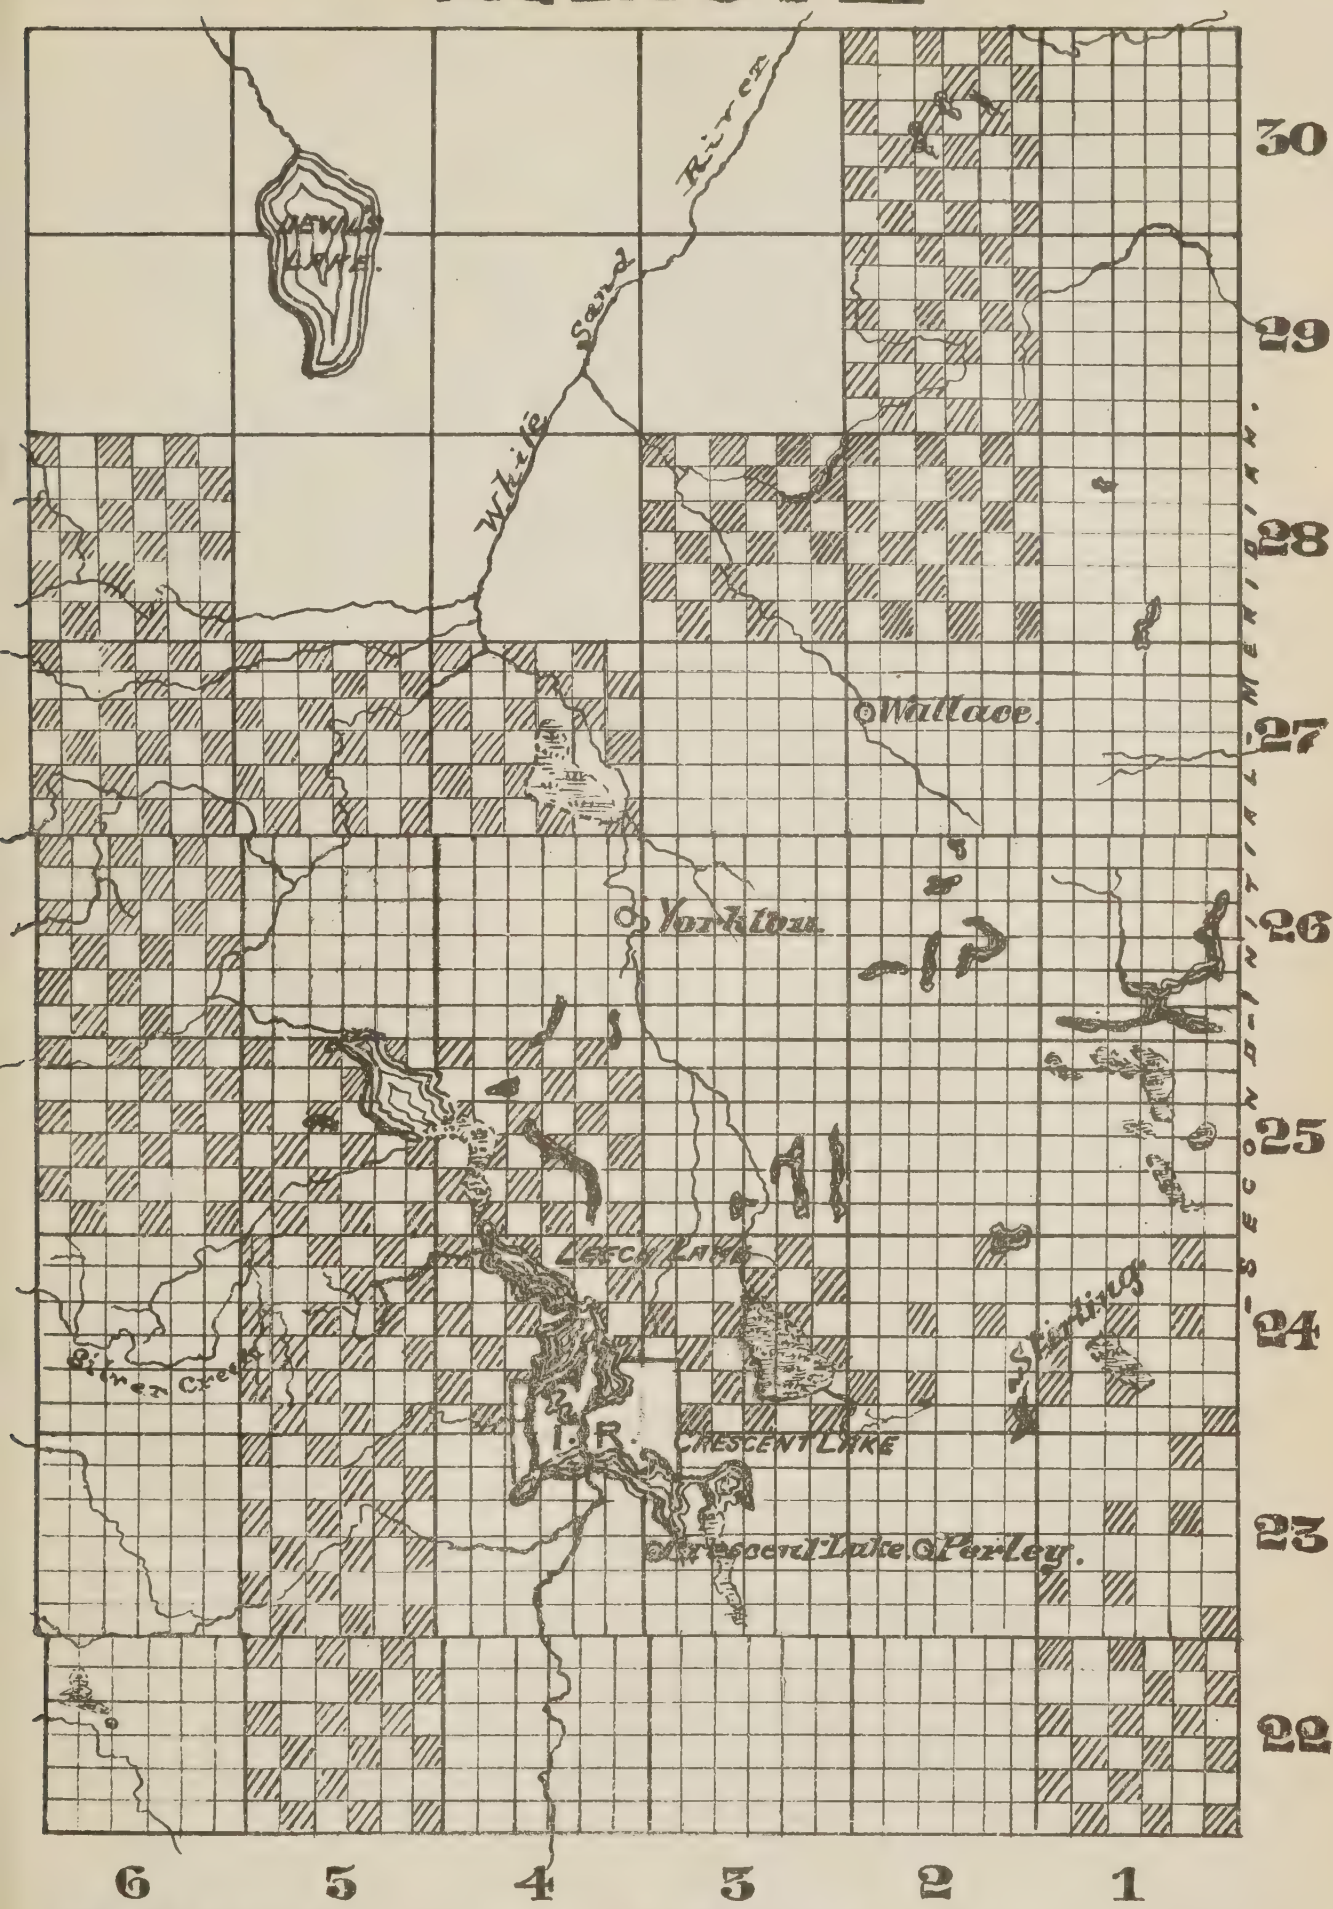 30
River
DEVIL'S
LAKE.
Sand
29
White
28
Wallace.
27
Yorkton.
26
25
LEECH LAKE
Stirling
24
I. R.
CRESCENT LAKE
23
Crescent Lake.
Perley.
22
SECOND-INITIAL-MERIDIAN.
6 5 4 3 2 1